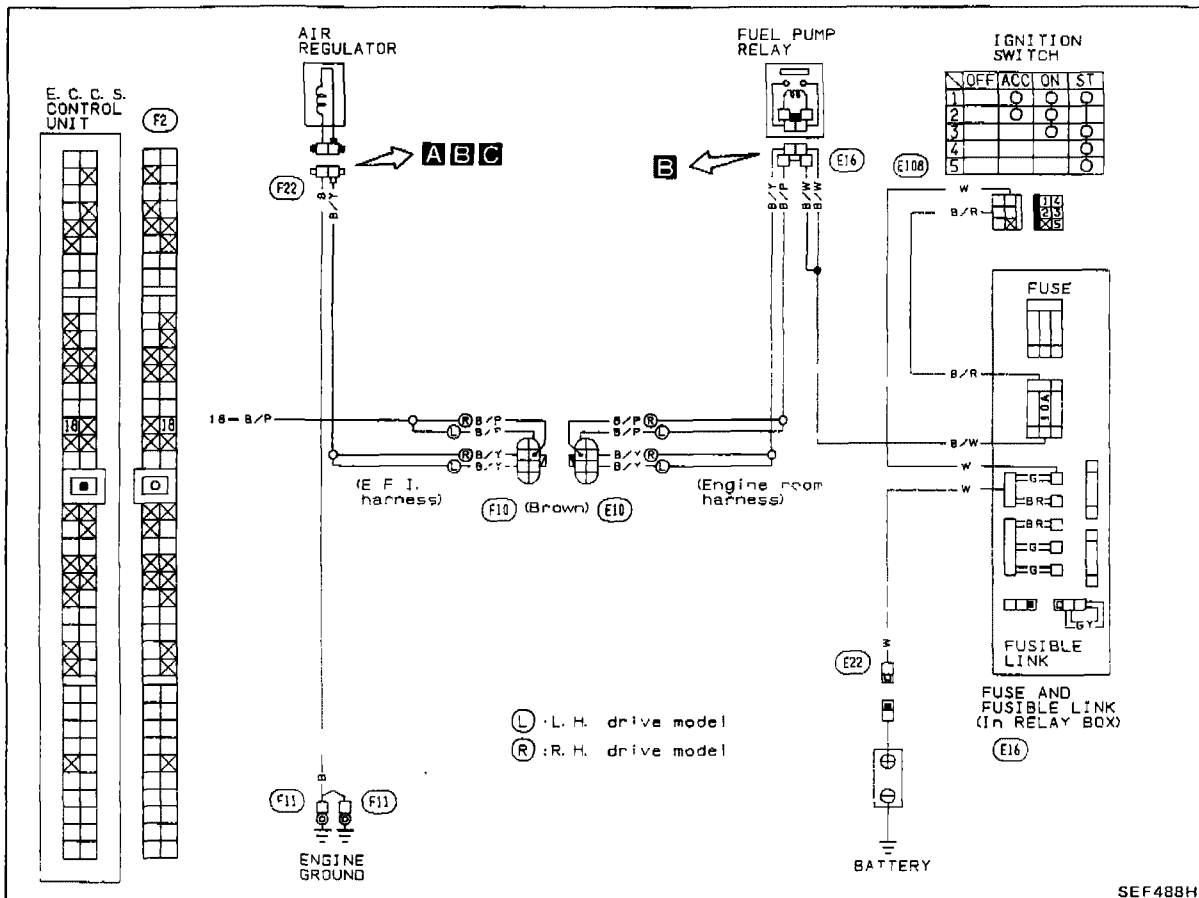 AIR
REGULATOR
FUEL PUMP
RELAY
IGNITION
SWITCH
OFF ACC ON ST
1
2
3
4
5
E. C. C. S.
CONTROL
UNIT
F2
A B C
B
F22
E16
E108
B
B/Y
B/Y
B/P
B/W
B/W
W
B/R
1 4
2 3
5
FUSE
B/R
10A
18
18
18— B/P
R B/P
L B/P
B/P R
B/P L
R B/Y
L B/Y
B/Y R
B/Y L
B/W
W
W
G
BR
BR
G
G
GY
(E F I.
harness)
(Engine room
harness)
F10 (Brown) E10
FUSIBLE
LINK
W
E22
FUSE AND
FUSIBLE LINK
(In RELAY BOX)
E16
L :L. H. drive model
R :R. H. drive model
B
F11
F11
ENGINE
GROUND
BATTERY
SEF488H